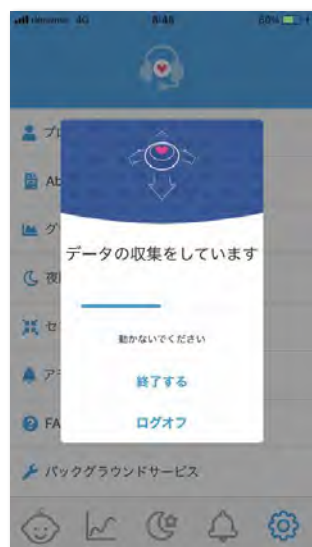 docomo 4G 8:48 60%
プロ
Ab
グ
データの収集をしています
夜
セ
動かないでください
ア
終了する
FA
ログオフ
バックグラウンドサービス